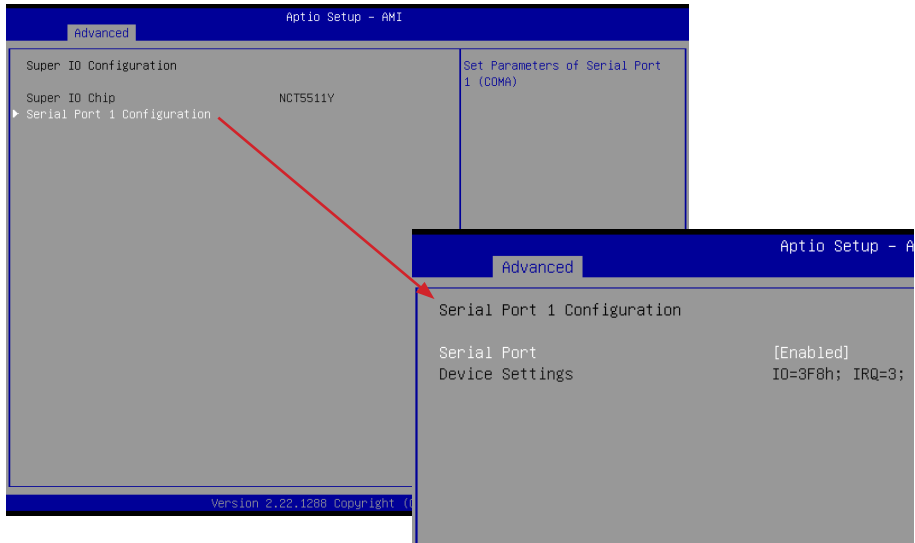 Aptio Setup – AMI
Advanced
Super IO Configuration
Super IO Chip NCT5511Y
Serial Port 1 Configuration
Set Parameters of Serial Port
1 (COMA)
Version 2.22.1288 Copyright (
Aptio Setup – A
Advanced
Serial Port 1 Configuration
Serial Port [Enabled]
Device Settings IO=3F8h; IRQ=3;